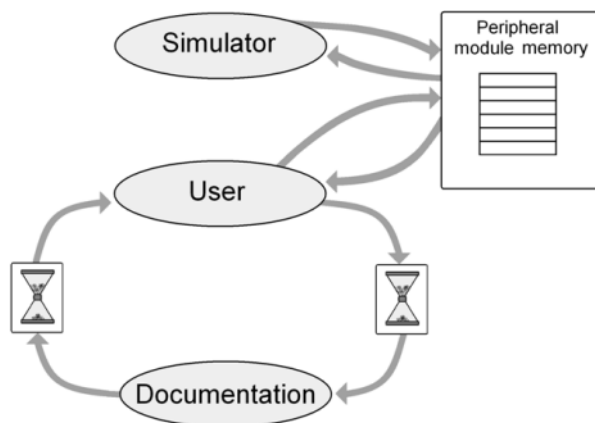 Simulator
Peripheral
module memory
User
Documentation